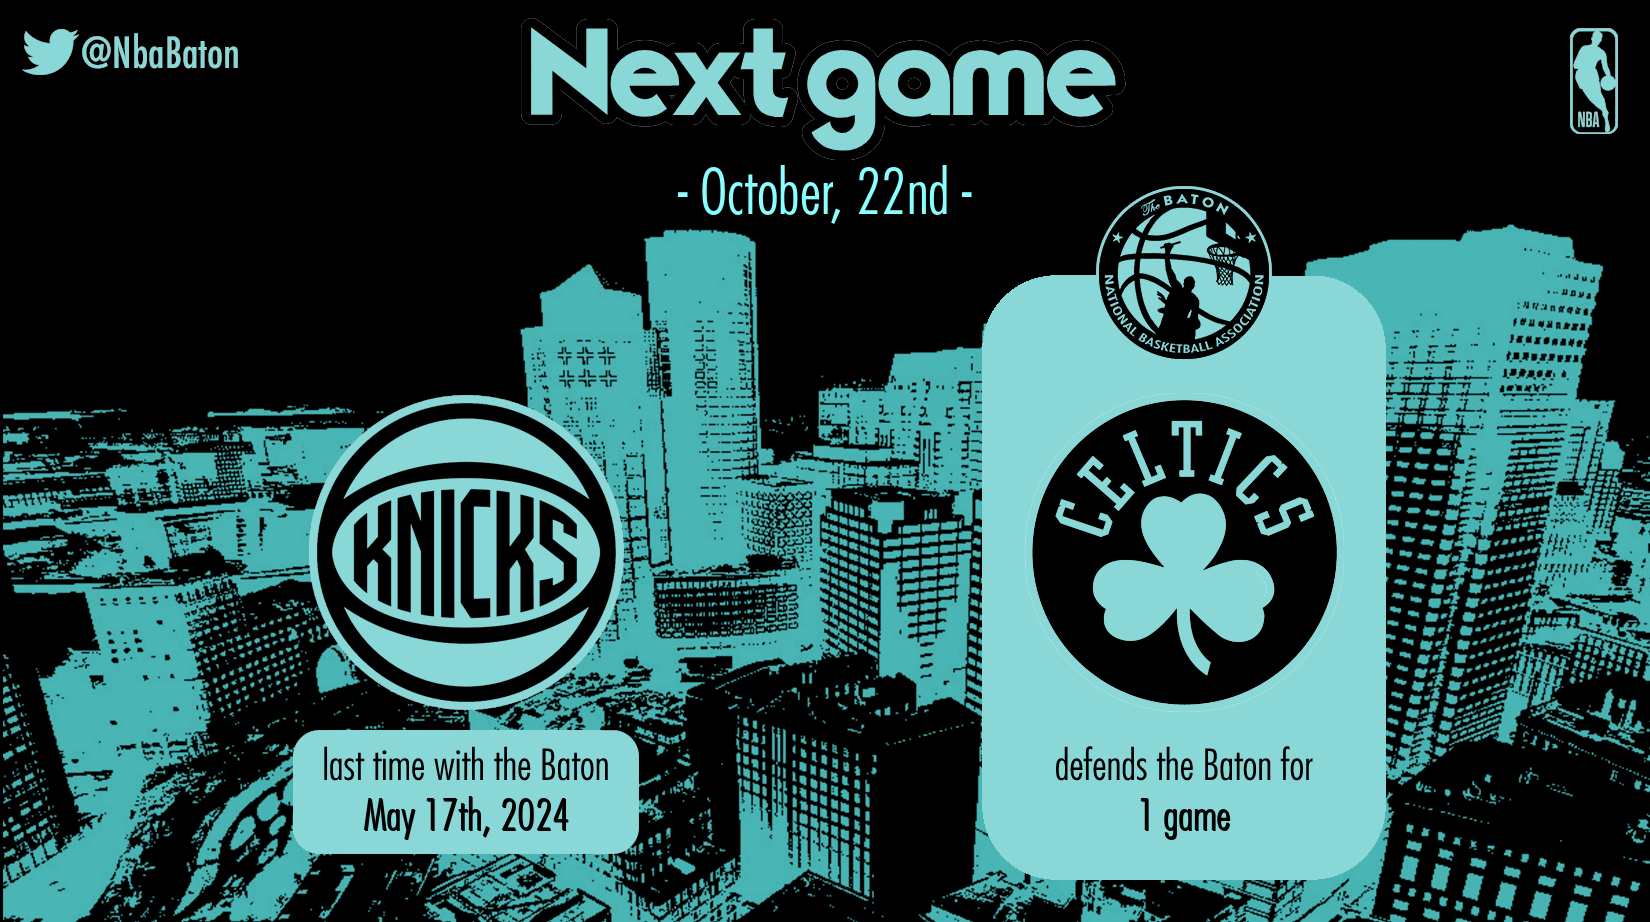 @NbaBaton
Next game
NBA
- October, 22nd -
The BATON
NATIONAL BASKETBALL ASSOCIATION
CELTICS
KNICKS
last time with the Baton
May 17th, 2024
defends the Baton for
1 game